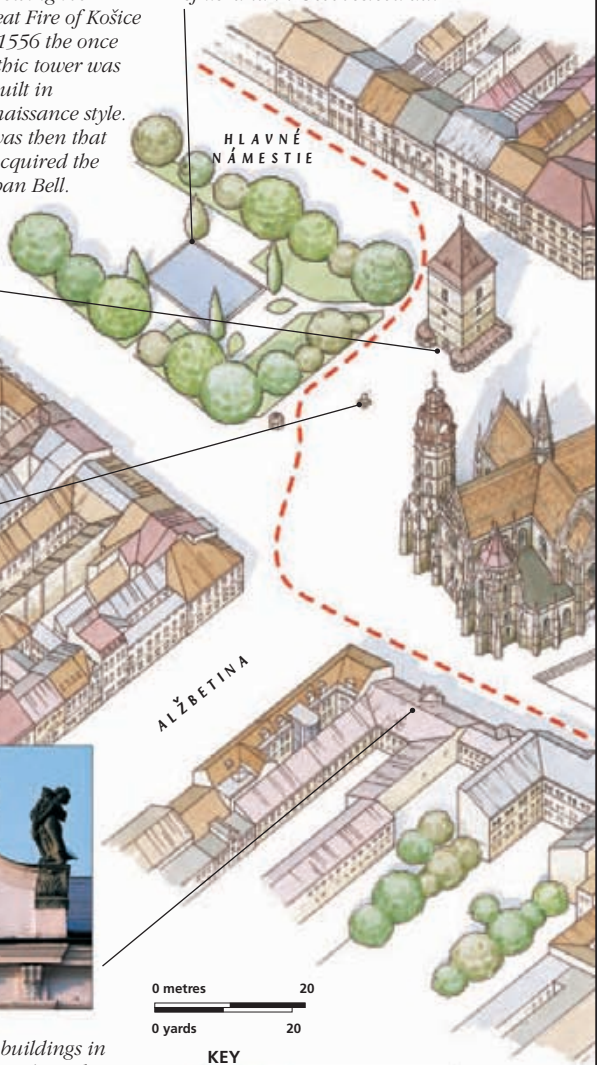 eat Fire of Košice
1556 the once
thic tower was
uilt in
naissance style.
was then that
acquired the
ban Bell.
HLAVNÉ
NÁMESTIE
ALŽBETINA
0 metres 20
0 yards 20
buildings in
KEY